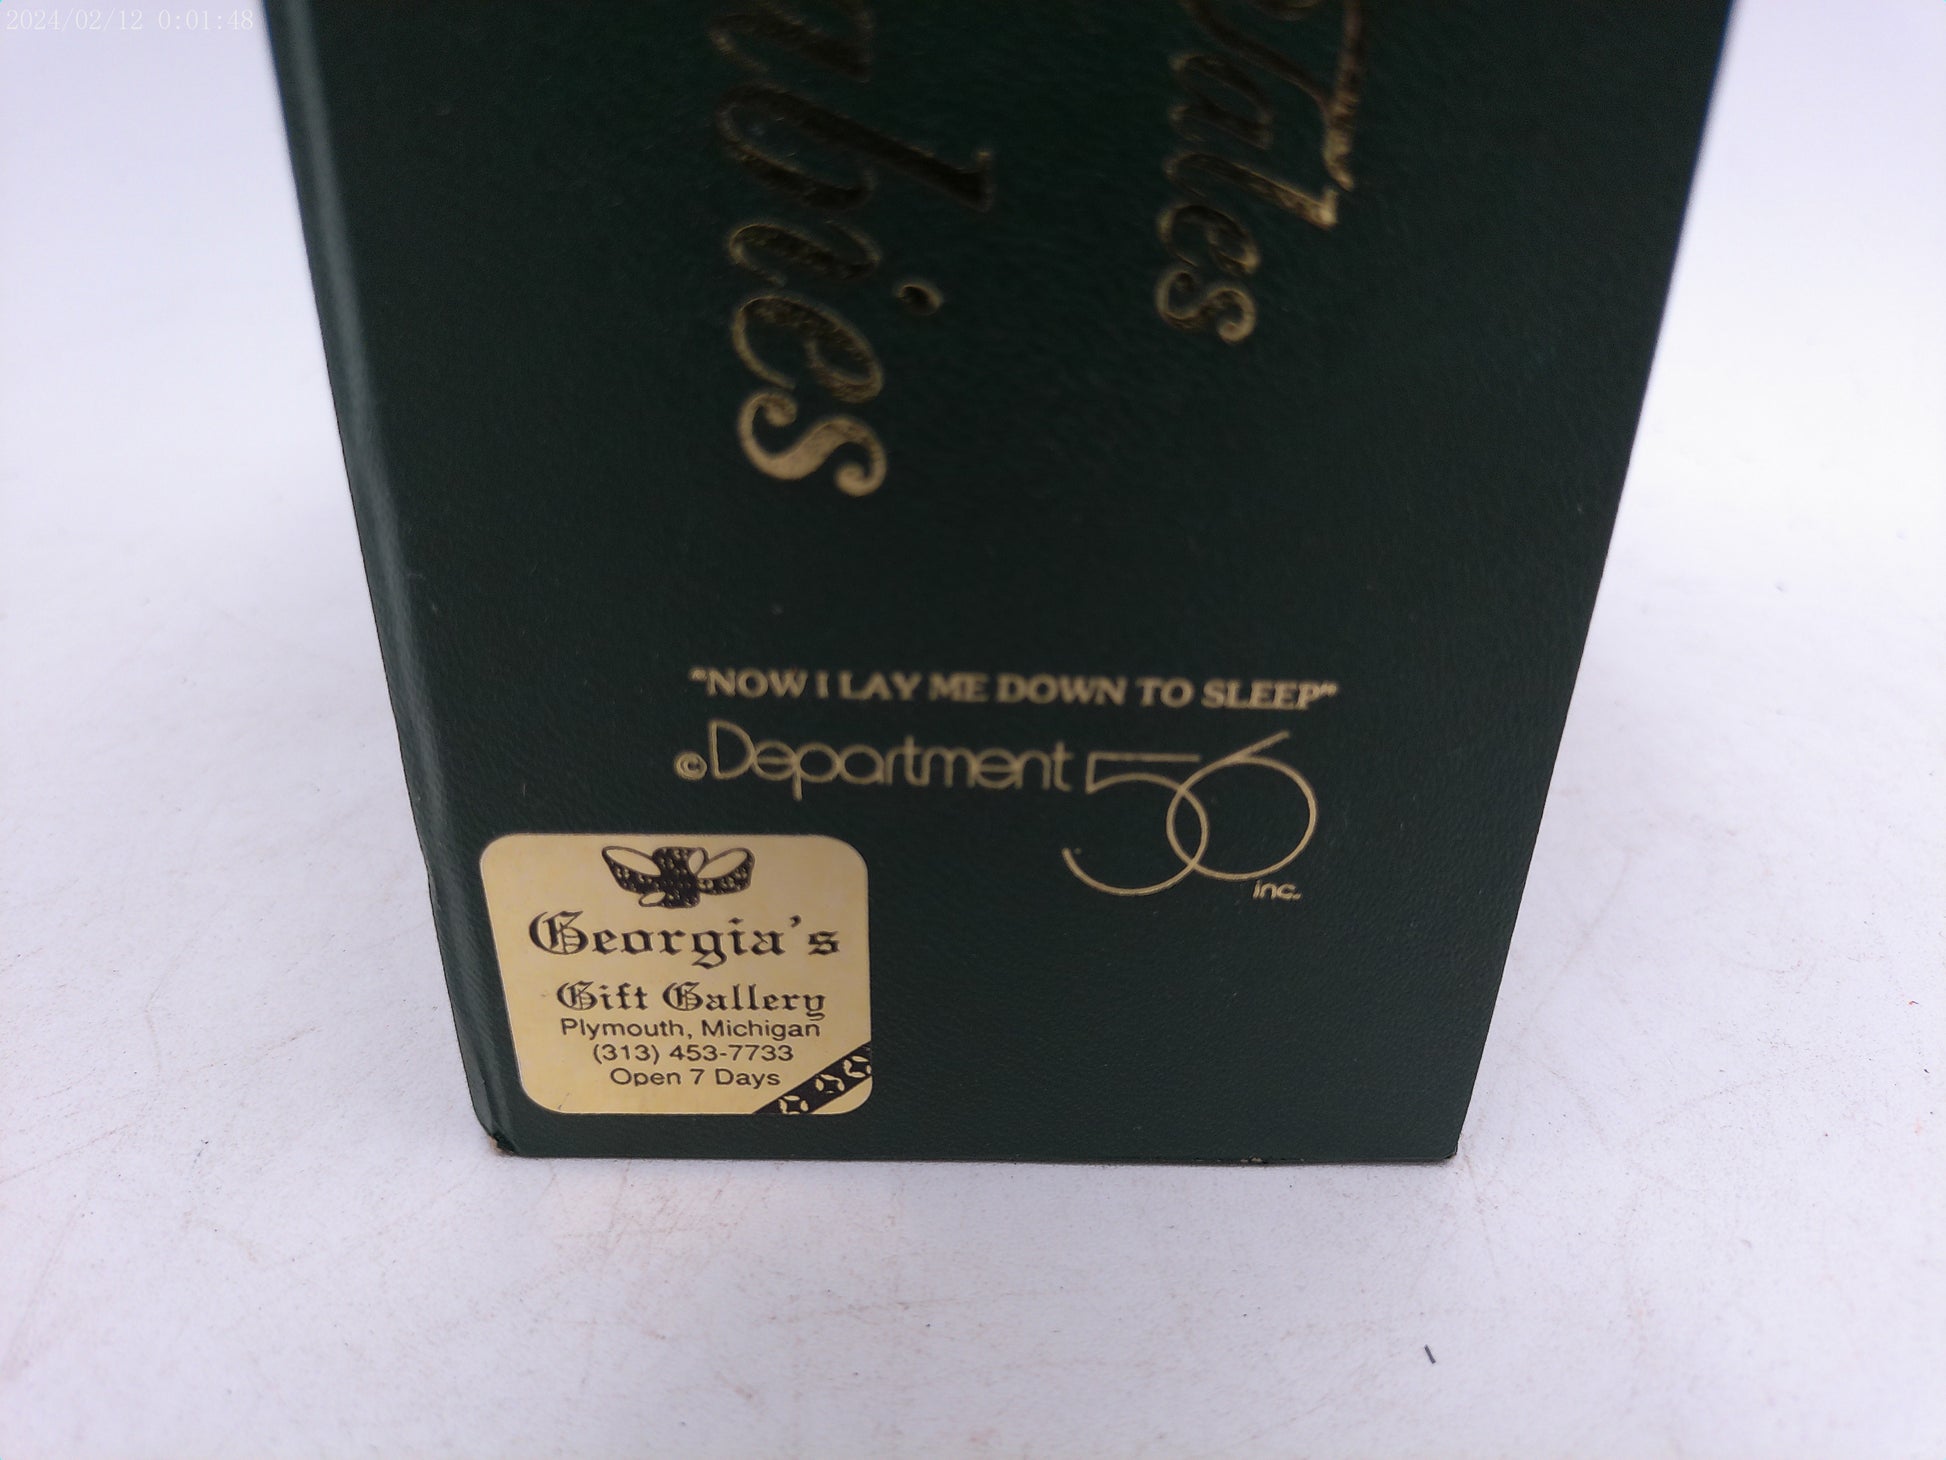 2024/02/12 0:01:48
Tales
bies
"NOW I LAY ME DOWN TO SLEEP"
©Department 56 inc.
Georgia's
Gift Gallery
Plymouth, Michigan
(313) 453-7733
Open 7 Days